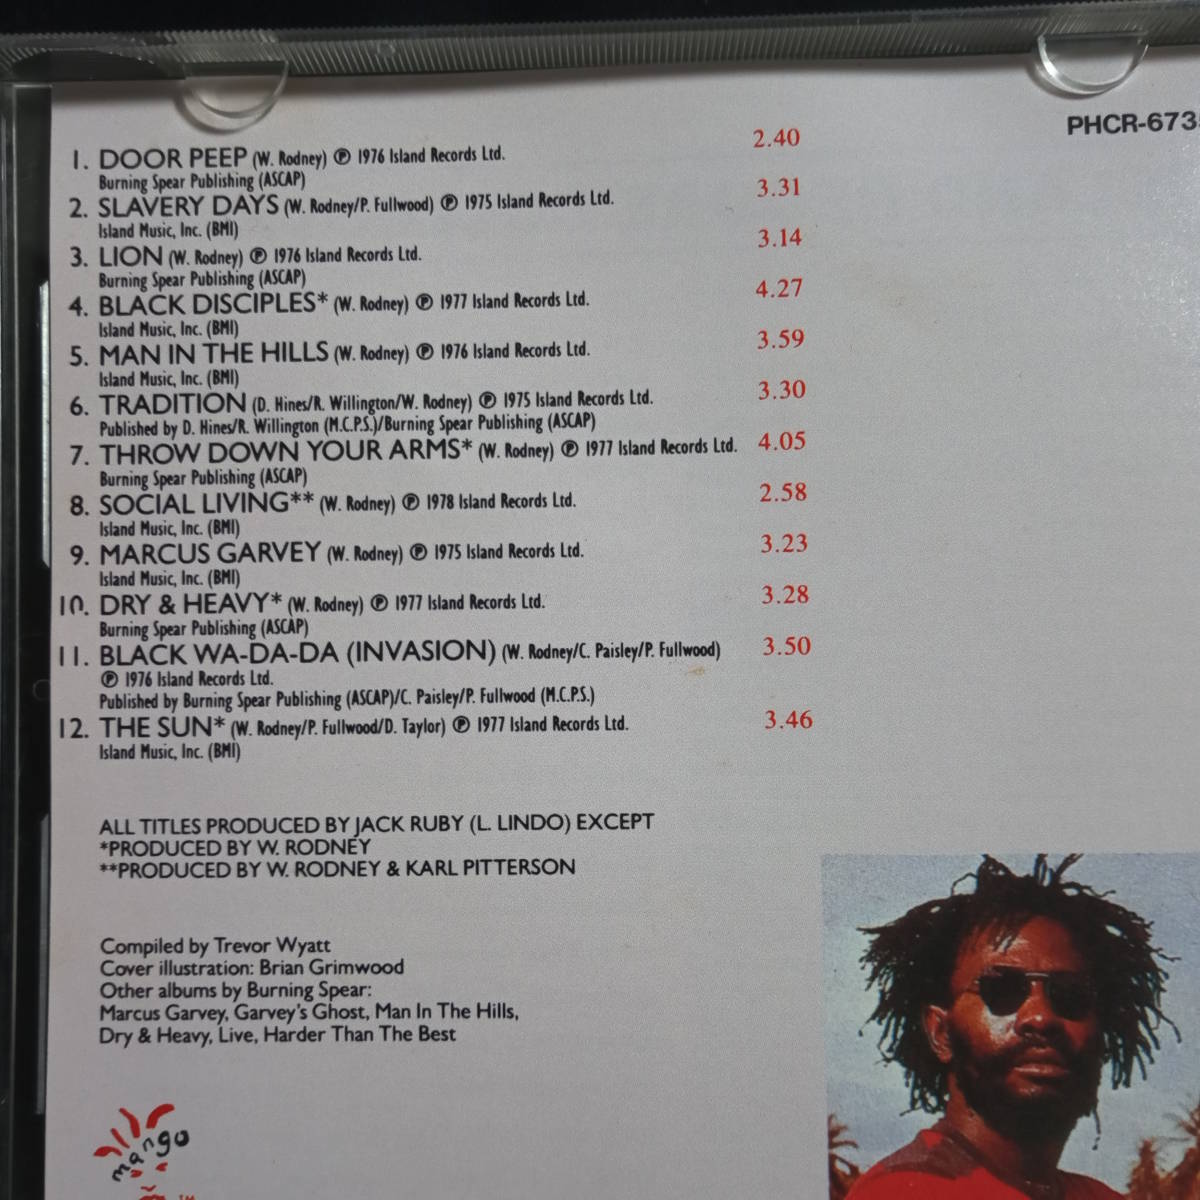 PHCR-673
1. DOOR PEEP (W. Rodney) ℗ 1976 Island Records Ltd. 2.40
Burning Spear Publishing (ASCAP)
2. SLAVERY DAYS (W. Rodney/P. Fullwood) ℗ 1975 Island Records Ltd. 3.31
Island Music, Inc. (BMI)
3. LION (W. Rodney) ℗ 1976 Island Records Ltd. 3.14
Burning Spear Publishing (ASCAP)
4. BLACK DISCIPLES* (W. Rodney) ℗ 1977 Island Records Ltd. 4.27
Island Music, Inc. (BMI)
5. MAN IN THE HILLS (W. Rodney) ℗ 1976 Island Records Ltd. 3.59
Island Music, Inc. (BMI)
6. TRADITION (D. Hines/R. Willington/W. Rodney) ℗ 1975 Island Records Ltd. 3.30
Published by D. Hines/R. Willington (M.C.P.S.)/Burning Spear Publishing (ASCAP)
7. THROW DOWN YOUR ARMS* (W. Rodney) ℗ 1977 Island Records Ltd. 4.05
Burning Spear Publishing (ASCAP)
8. SOCIAL LIVING** (W. Rodney) ℗ 1978 Island Records Ltd. 2.58
Island Music, Inc. (BMI)
9. MARCUS GARVEY (W. Rodney) ℗ 1975 Island Records Ltd. 3.23
Island Music, Inc. (BMI)
10. DRY & HEAVY* (W. Rodney) ℗ 1977 Island Records Ltd. 3.28
Burning Spear Publishing (ASCAP)
11. BLACK WA-DA-DA (INVASION) (W. Rodney/C. Paisley/P. Fullwood) 3.50
℗ 1976 Island Records Ltd.
Published by Burning Spear Publishing (ASCAP)/C. Paisley/P. Fullwood (M.C.P.S.)
12. THE SUN* (W. Rodney/P. Fullwood/D. Taylor) ℗ 1977 Island Records Ltd. 3.46
Island Music, Inc. (BMI)
ALL TITLES PRODUCED BY JACK RUBY (L. LINDO) EXCEPT
*PRODUCED BY W. RODNEY
**PRODUCED BY W. RODNEY & KARL PITTERSON
Compiled by Trevor Wyatt
Cover illustration: Brian Grimwood
Other albums by Burning Spear:
Marcus Garvey, Garvey's Ghost, Man In The Hills,
Dry & Heavy, Live, Harder Than The Best
mango